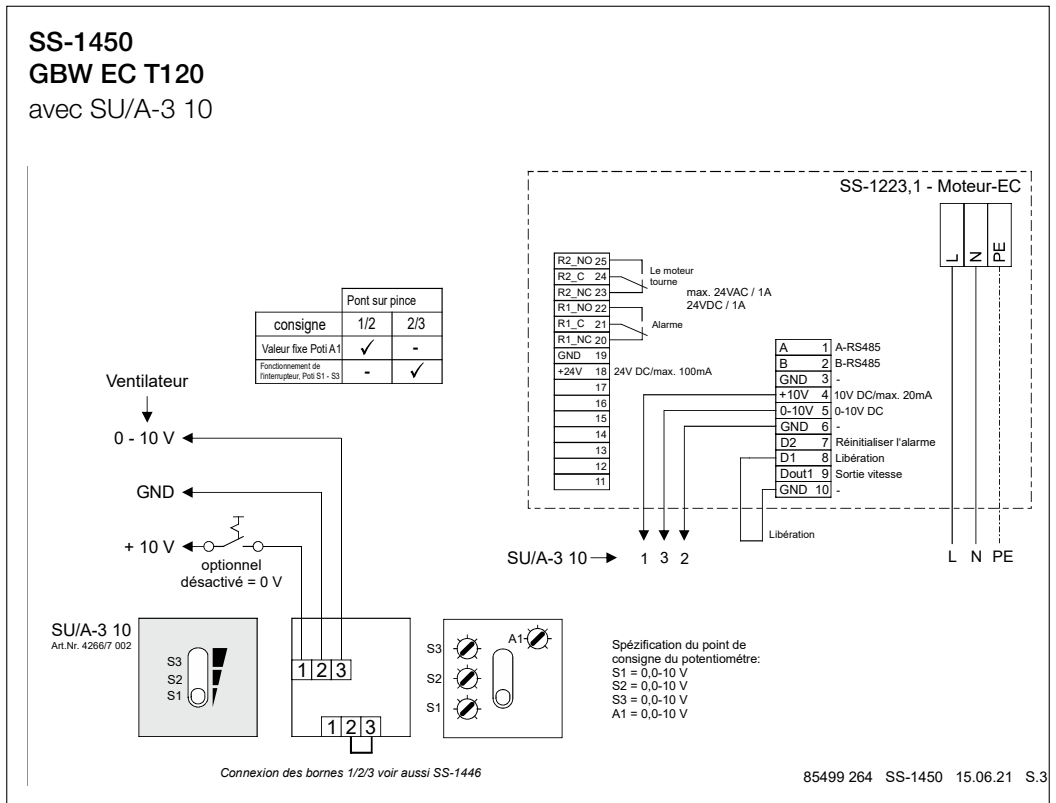 SS-1450
GBW EC T120
avec SU/A-3 10
SS-1223,1 - Moteur-EC
L
N
PE
R2_NO 25
R2_C 24
R2_NC 23
R1_NO 22
R1_C 21
R1_NC 20
GND 19
+24V 18 24V DC/max. 100mA
17
16
15
14
13
12
11
Le moteur
tourne
max. 24VAC / 1A
24VDC / 1A
Alarme
A 1 A-RS485
B 2 B-RS485
GND 3 -
+10V 4 10V DC/max. 20mA
0-10V 5 0-10V DC
GND 6 -
D2 7 Réinitialiser l'alarme
D1 8 Libération
Dout1 9 Sortie vitesse
GND 10 -
Libération
SU/A-3 10 1 3 2
L N PE
Pont sur pince
consigne 1/2 2/3
Valeur fixe Poti A1 ✓ -
Fonctionnement de
l'interrupteur, Poti S1 - S3 - ✓
Ventilateur
0 - 10 V
GND
+ 10 V
optionnel
désactivé = 0 V
SU/A-3 10
Art.Nr. 4266/7 002
S3
S2
S1
1 2 3
1 2 3
A1
S3
S2
S1
Spézification du point de
consigne du potentiométre:
S1 = 0,0-10 V
S2 = 0,0-10 V
S3 = 0,0-10 V
A1 = 0,0-10 V
Connexion des bornes 1/2/3 voir aussi SS-1446
85499 264 SS-1450 15.06.21 S.3